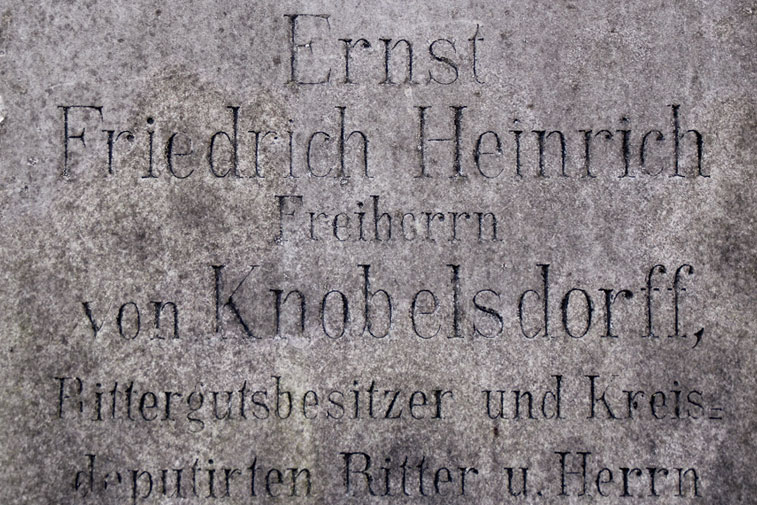 Ernst
Friedrich Heinrich
Freiherrn
von Knobelsdorff,
Rittergutsbesitzer und Kreis=
deputirten Ritter u. Herrn